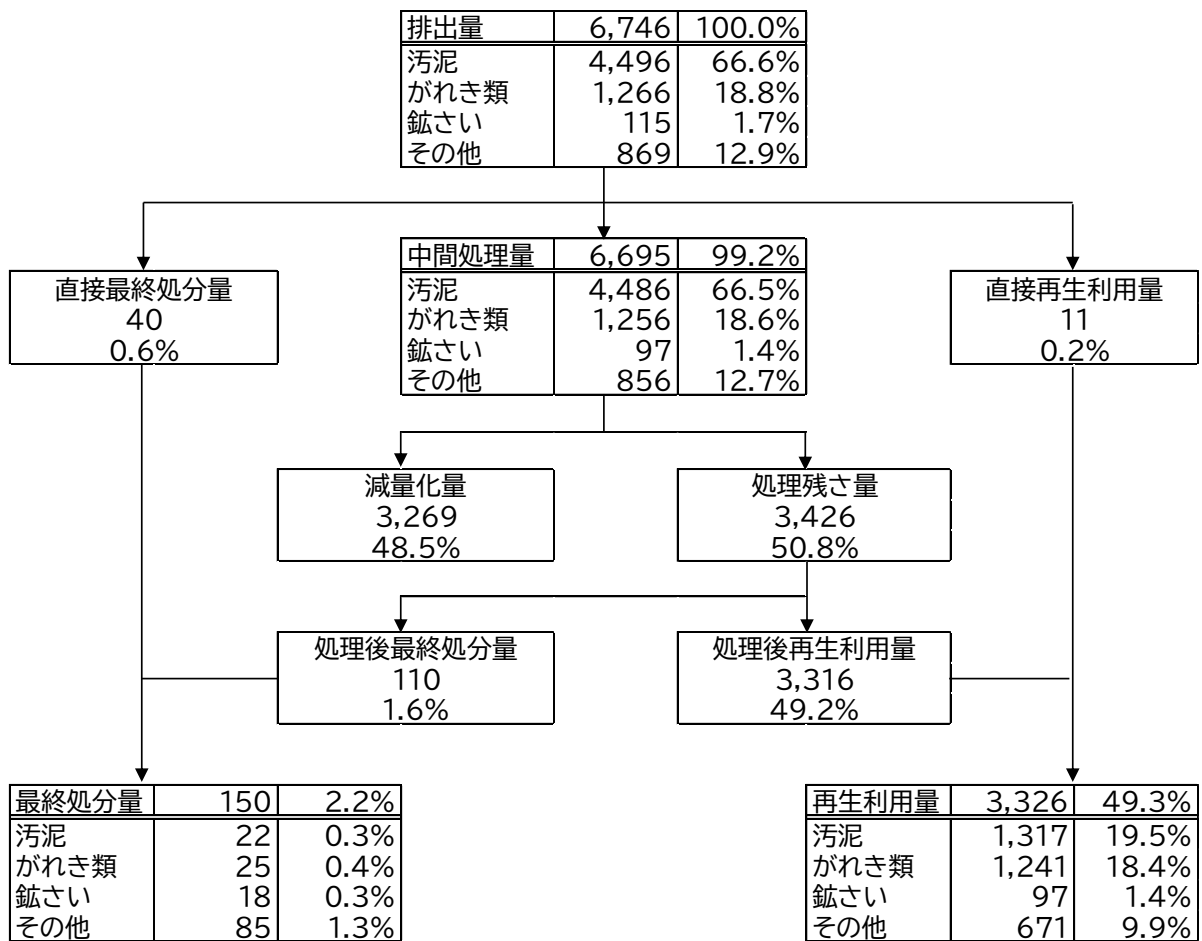 排出量 6,746 100.0%
汚泥 4,496 66.6%
がれき類 1,266 18.8%
鉱さい 115 1.7%
その他 869 12.9%
中間処理量 6,695 99.2%
汚泥 4,486 66.5%
がれき類 1,256 18.6%
鉱さい 97 1.4%
その他 856 12.7%
直接最終処分量
40
0.6%
直接再生利用量
11
0.2%
減量化量
3,269
48.5%
処理残さ量
3,426
50.8%
処理後最終処分量
110
1.6%
処理後再生利用量
3,316
49.2%
最終処分量 150 2.2%
汚泥 22 0.3%
がれき類 25 0.4%
鉱さい 18 0.3%
その他 85 1.3%
再生利用量 3,326 49.3%
汚泥 1,317 19.5%
がれき類 1,241 18.4%
鉱さい 97 1.4%
その他 671 9.9%